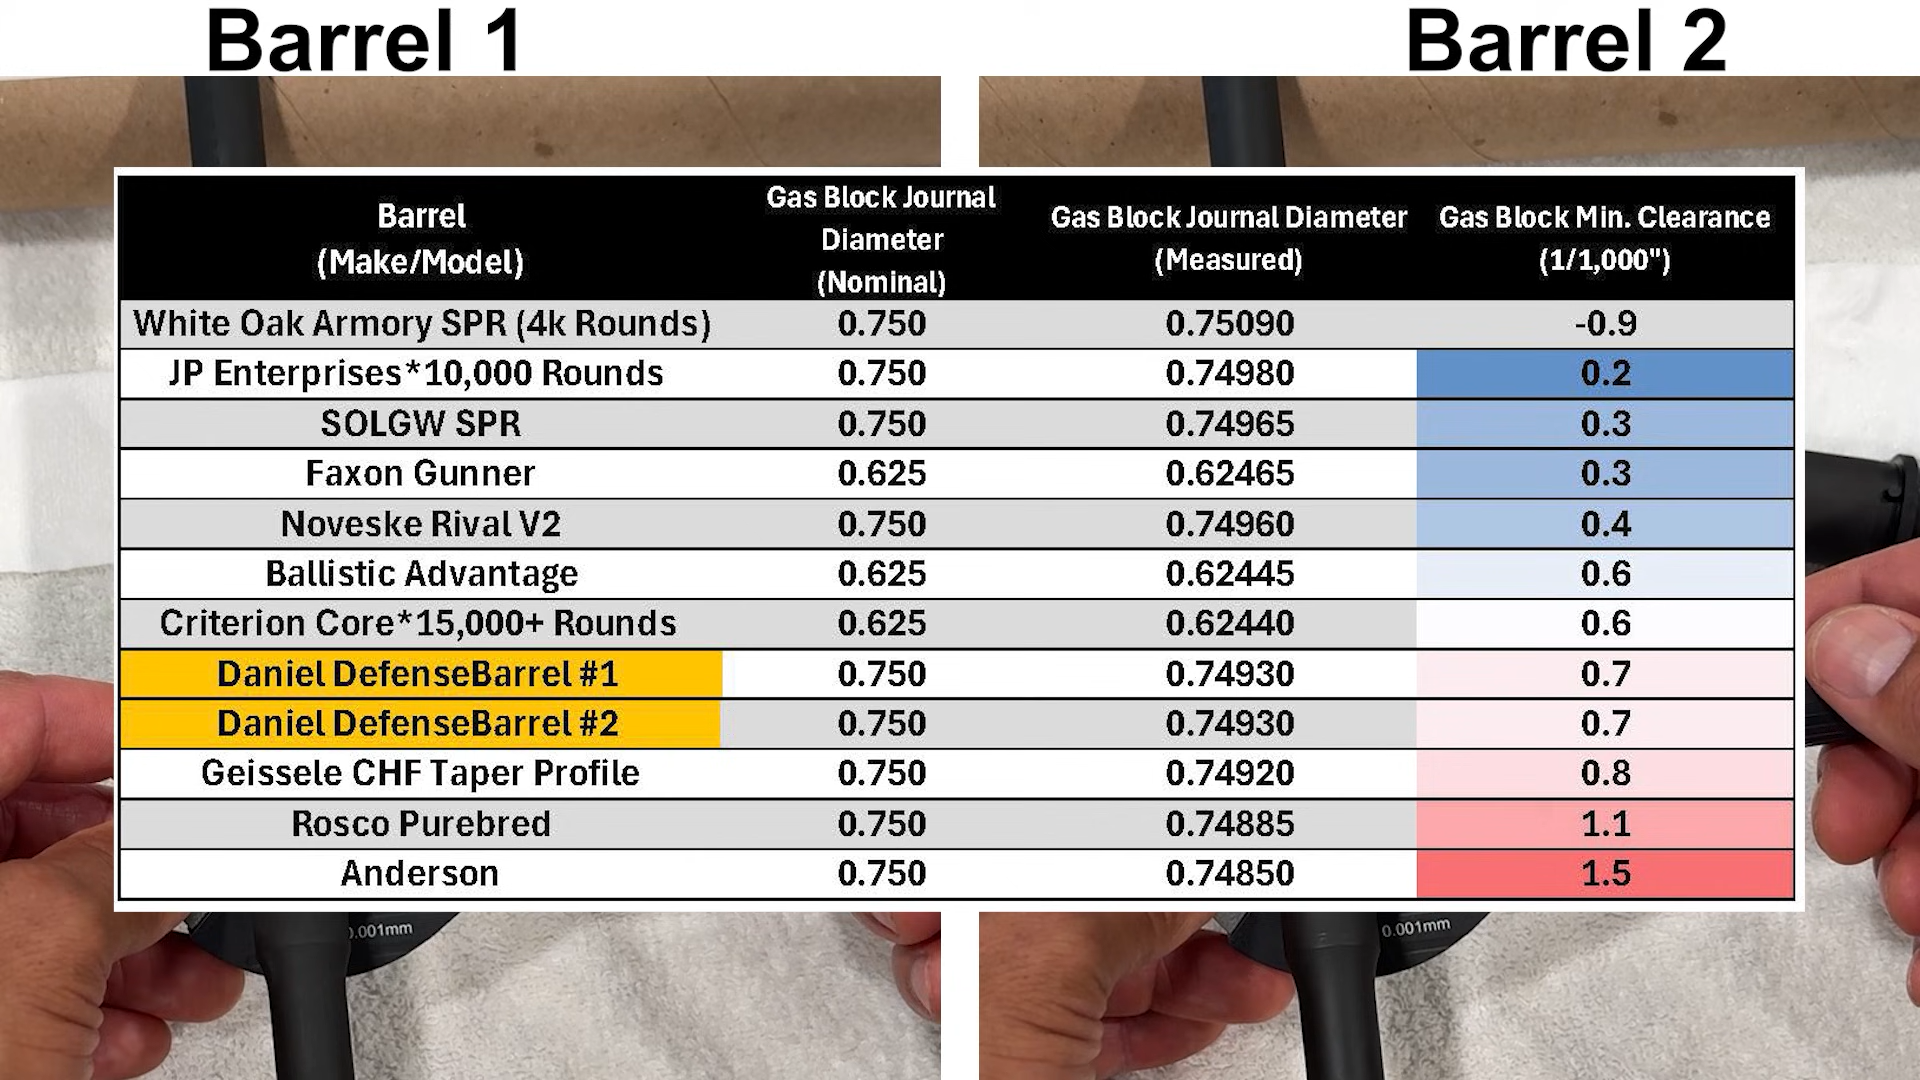 Barrel 1
Barrel 2
Barrel
(Make/Model)
Gas Block Journal
Diameter
(Nominal)
Gas Block Journal Diameter
(Measured)
Gas Block Min. Clearance
(1/1,000")
White Oak Armory SPR (4k Rounds) 0.750 0.75090 -0.9
JP Enterprises*10,000 Rounds 0.750 0.74980 0.2
SOLGW SPR 0.750 0.74965 0.3
Faxon Gunner 0.625 0.62465 0.3
Noveske Rival V2 0.750 0.74960 0.4
Ballistic Advantage 0.625 0.62445 0.6
Criterion Core*15,000+ Rounds 0.625 0.62440 0.6
Daniel DefenseBarrel #1 0.750 0.74930 0.7
Daniel DefenseBarrel #2 0.750 0.74930 0.7
Geissele CHF Taper Profile 0.750 0.74920 0.8
Rosco Purebred 0.750 0.74885 1.1
Anderson 0.750 0.74850 1.5
0.001mm
0.001mm